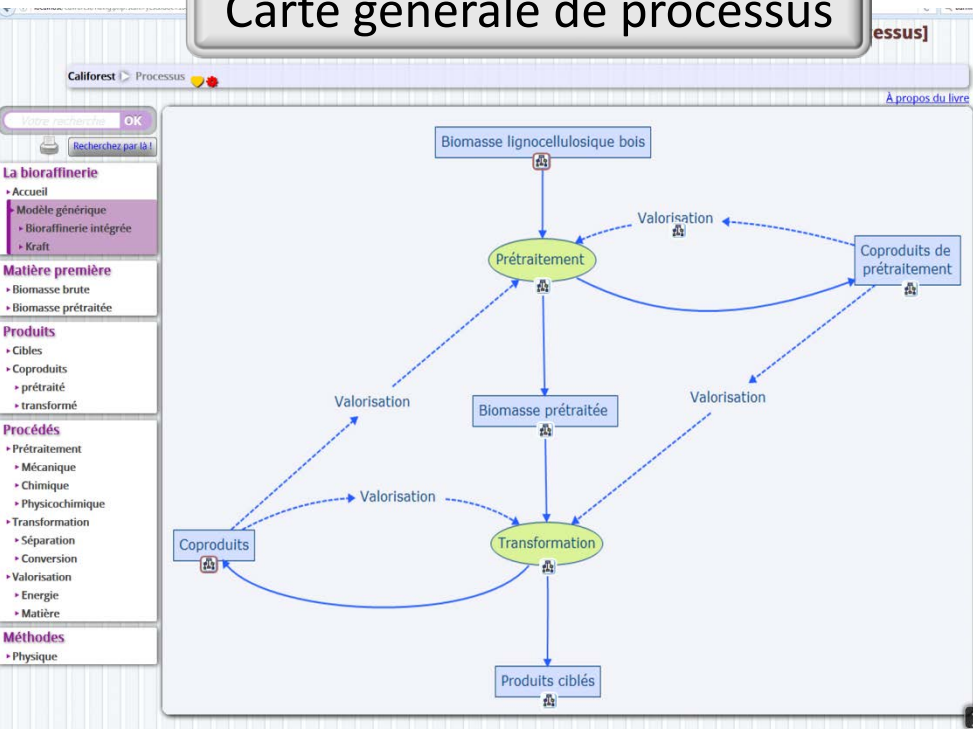 Carte générale de processus
essus]
Califorest Processus
À propos du livre
Votre recherche OK
Recherchez par là !
La bioraffinerie
Accueil
Modèle générique
Bioraffinerie intégrée
Kraft
Matière première
Biomasse brute
Biomasse prétraitée
Produits
Cibles
Coproduits
prétraité
transformé
Procédés
Prétraitement
Mécanique
Chimique
Physicochimique
Transformation
Séparation
Conversion
Valorisation
Energie
Matière
Méthodes
Physique
Biomasse lignocellulosique bois
Valorisation
Prétraitement
Coproduits de
prétraitement
Valorisation
Biomasse prétraitée
Valorisation
Valorisation
Coproduits
Transformation
Produits ciblés